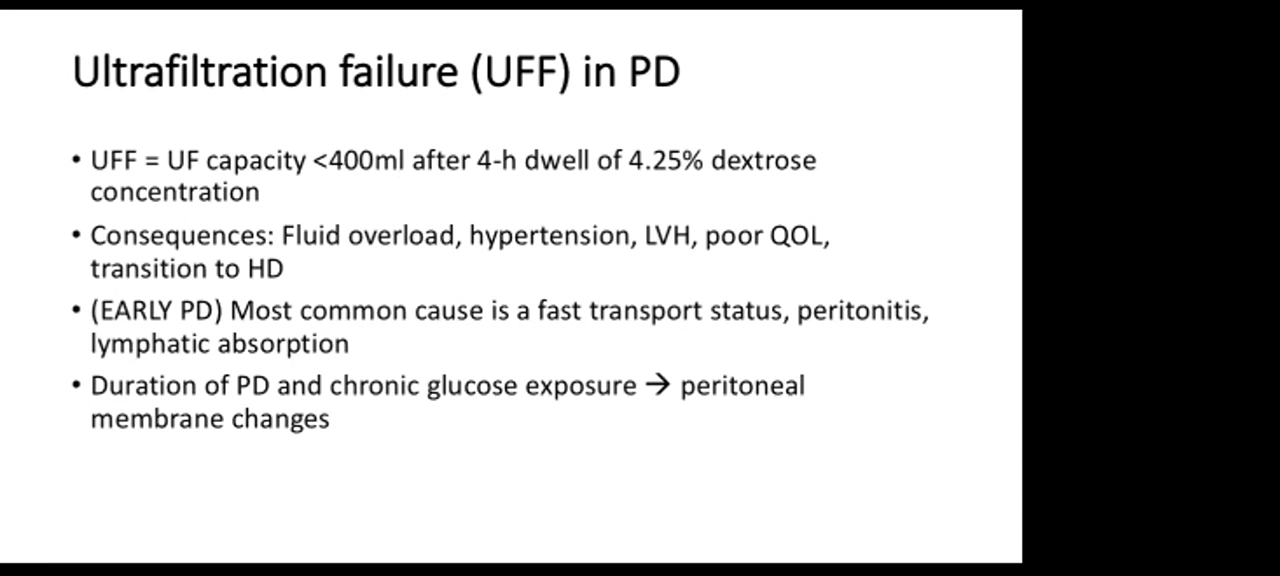 Ultrafiltration failure (UFF) in PD
• UFF = UF capacity <400ml after 4-h dwell of 4.25% dextrose
concentration
• Consequences: Fluid overload, hypertension, LVH, poor QOL,
transition to HD
• (EARLY PD) Most common cause is a fast transport status, peritonitis,
lymphatic absorption
• Duration of PD and chronic glucose exposure → peritoneal
membrane changes